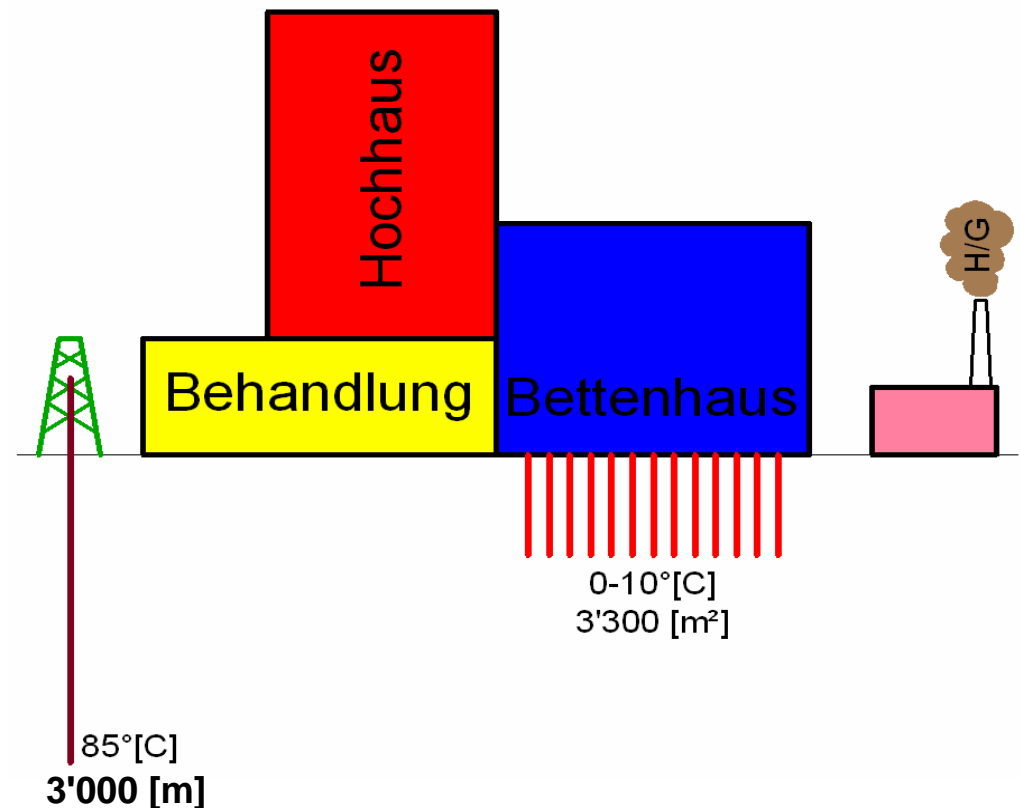 Hochhaus
H/G
Behandlung
Bettenhaus
0-10°[C]
3'300 [m²]
85°[C]
3'000 [m]